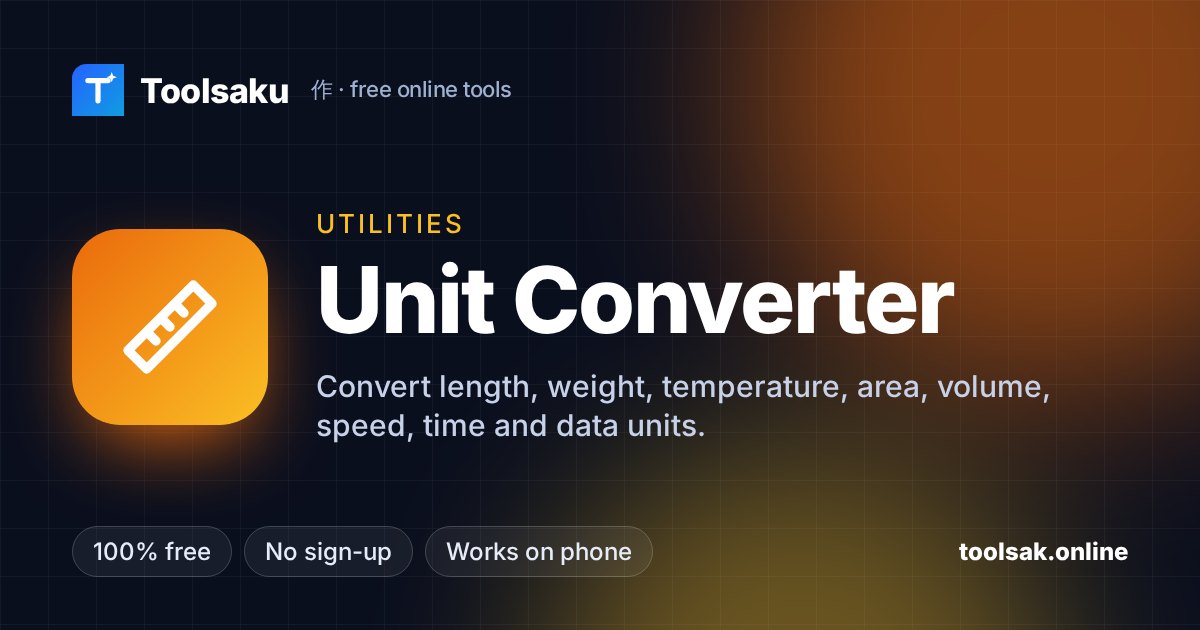 T
Toolsaku 作 · free online tools
UTILITIES
Unit Converter
Convert length, weight, temperature, area, volume,
speed, time and data units.
100% free No sign-up Works on phone toolsak.online